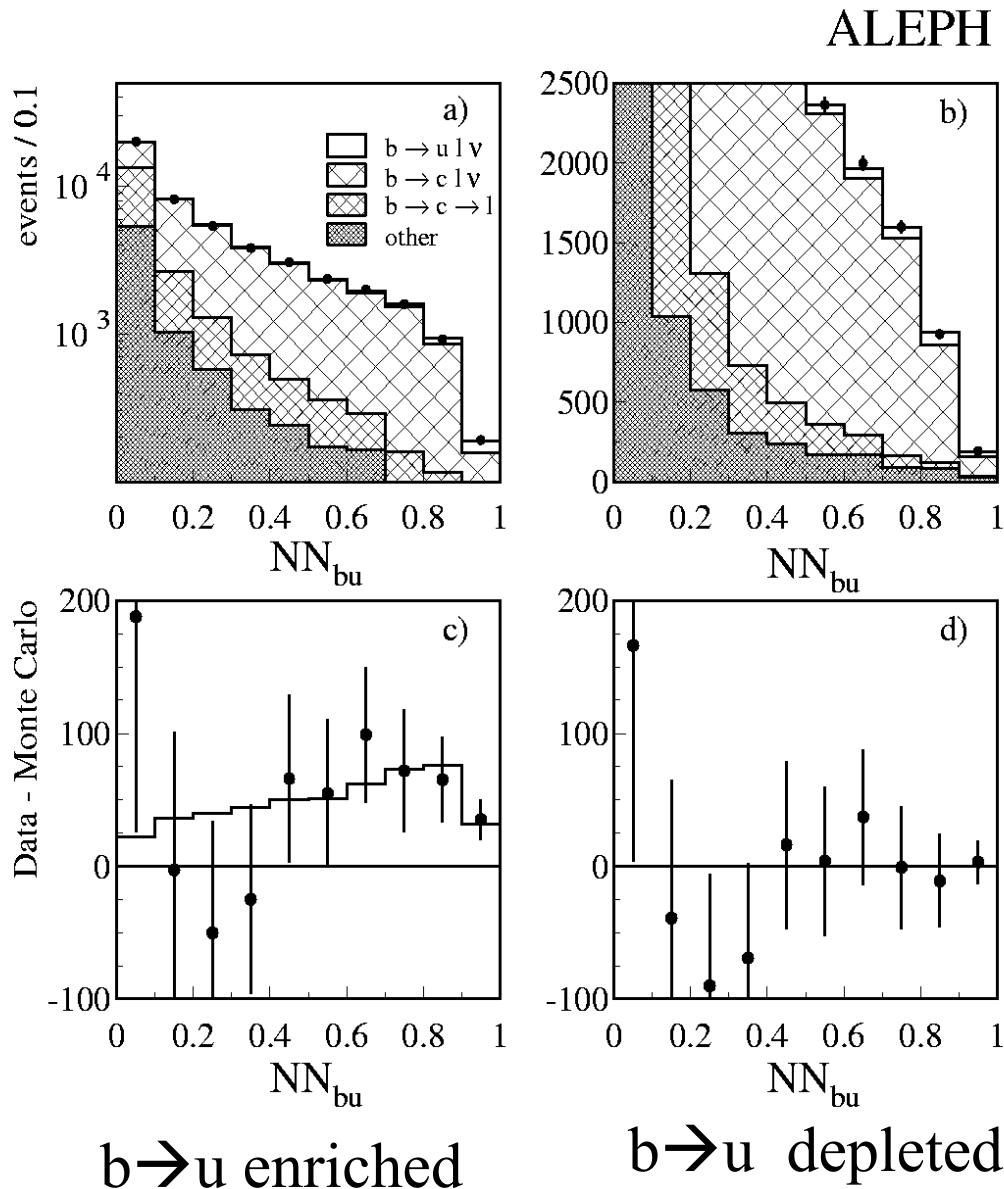 ALEPH
events / 0.1
10^4
10^3
a)
b → u l ν
b → c l ν
b → c → l
other
0 0.2 0.4 0.6 0.8 1
NN_bu
b)
2500
2000
1500
1000
500
0
0 0.2 0.4 0.6 0.8 1
NN_bu
Data - Monte Carlo
c)
200
100
0
-100
0 0.2 0.4 0.6 0.8 1
NN_bu
d)
200
100
0
-100
0 0.2 0.4 0.6 0.8 1
NN_bu
b→u enriched
b→u depleted